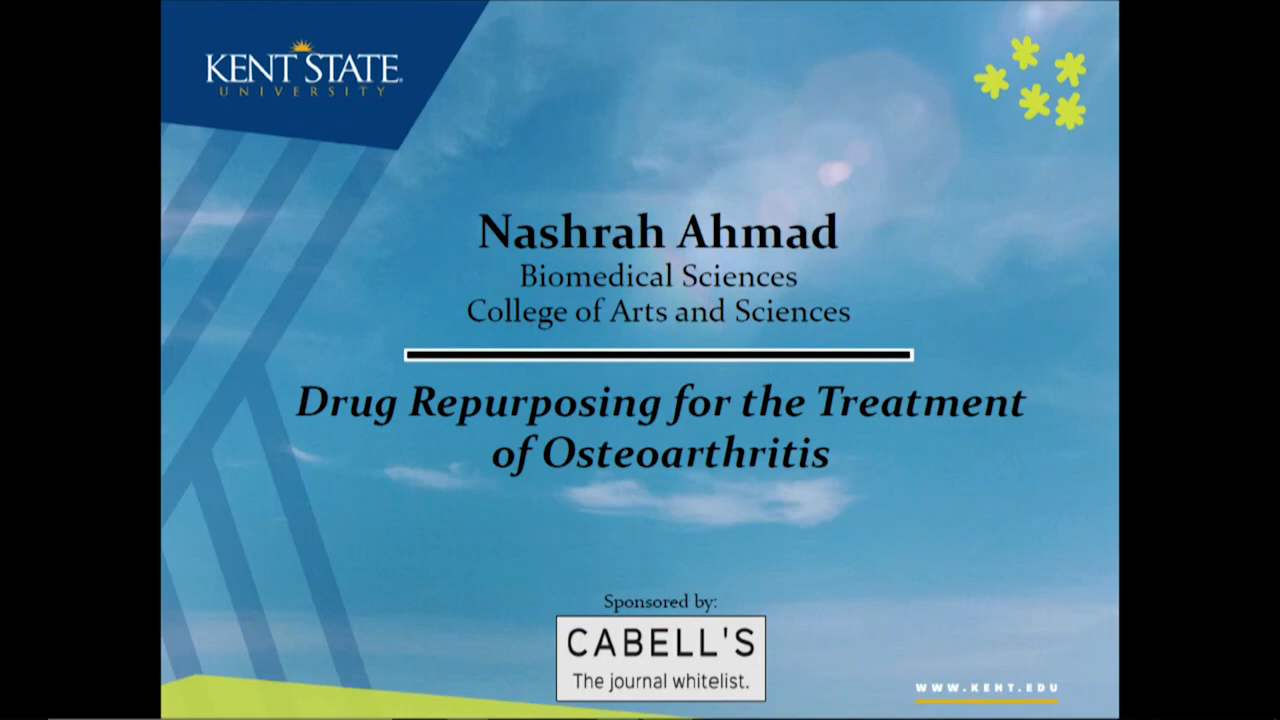 KENT STATE
UNIVERSITY
Nashrah Ahmad
Biomedical Sciences
College of Arts and Sciences
Drug Repurposing for the Treatment
of Osteoarthritis
Sponsored by:
CABELL'S
The journal whitelist.
WWW.KENT.EDU